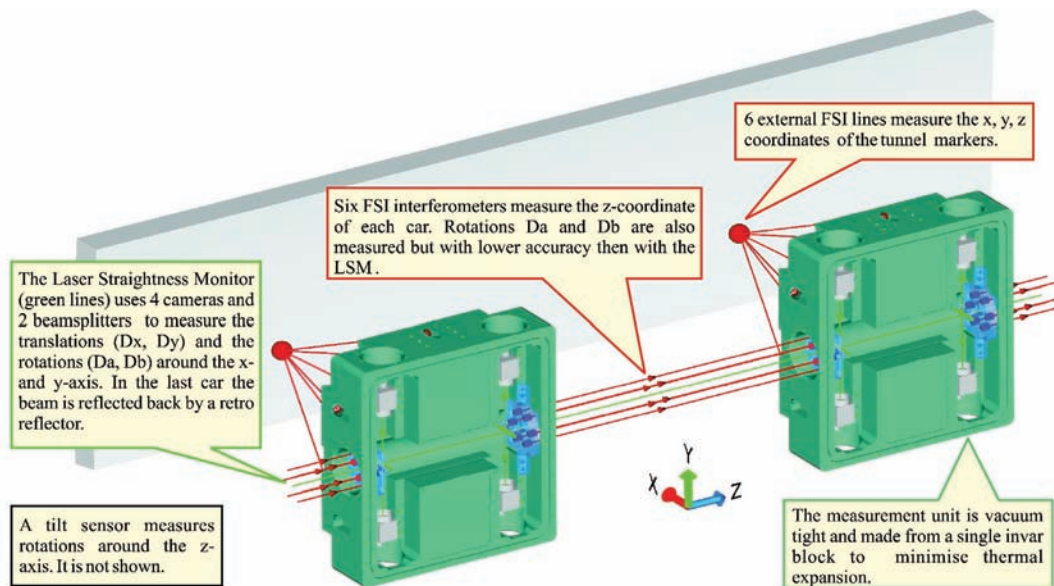 6 external FSI lines measure the x, y, z
coordinates of the tunnel markers.
Six FSI interferometers measure the z-coordinate
of each car. Rotations Da and Db are also
measured but with lower accuracy then with the
LSM .
The Laser Straightness Monitor
(green lines) uses 4 cameras and
2 beamsplitters to measure the
translations (Dx, Dy) and the
rotations (Da, Db) around the x-
and y-axis. In the last car the
beam is reflected back by a retro
reflector.
A tilt sensor measures
rotations around the z-
axis. It is not shown.
Y
X
Z
The measurement unit is vacuum
tight and made from a single invar
block to minimise thermal
expansion.